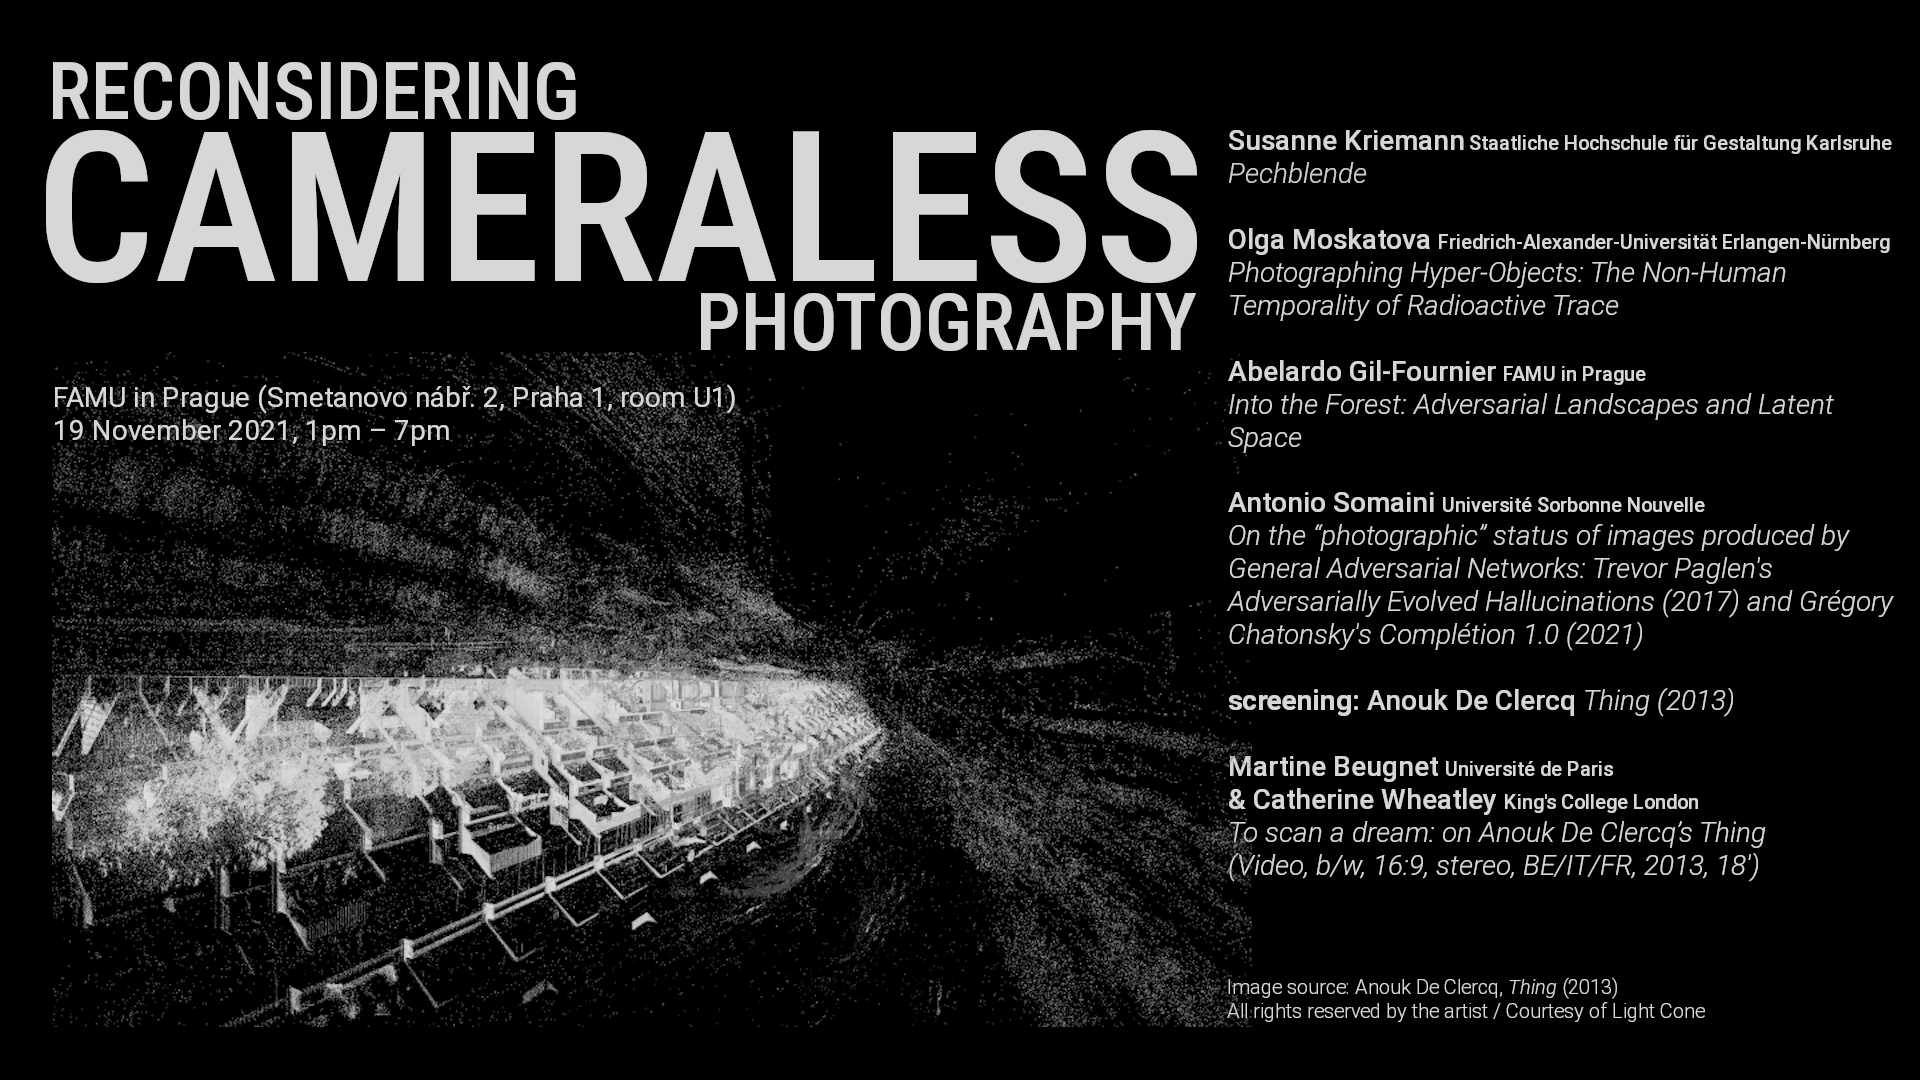 RECONSIDERING
CAMERALESS
PHOTOGRAPHY
FAMU in Prague (Smetanovo nábř. 2, Praha 1, room U1)
19 November 2021, 1pm – 7pm
Susanne Kriemann Staatliche Hochschule für Gestaltung Karlsruhe
Pechblende
Olga Moskatova Friedrich-Alexander-Universität Erlangen-Nürnberg
Photographing Hyper-Objects: The Non-Human
Temporality of Radioactive Trace
Abelardo Gil-Fournier FAMU in Prague
Into the Forest: Adversarial Landscapes and Latent
Space
Antonio Somaini Université Sorbonne Nouvelle
On the “photographic” status of images produced by
General Adversarial Networks: Trevor Paglen's
Adversarially Evolved Hallucinations (2017) and Grégory
Chatonsky's Complétion 1.0 (2021)
screening: Anouk De Clercq Thing (2013)
Martine Beugnet Université de Paris
& Catherine Wheatley King's College London
To scan a dream: on Anouk De Clercq’s Thing
(Video, b/w, 16:9, stereo, BE/IT/FR, 2013, 18')
Image source: Anouk De Clercq, Thing (2013)
All rights reserved by the artist / Courtesy of Light Cone